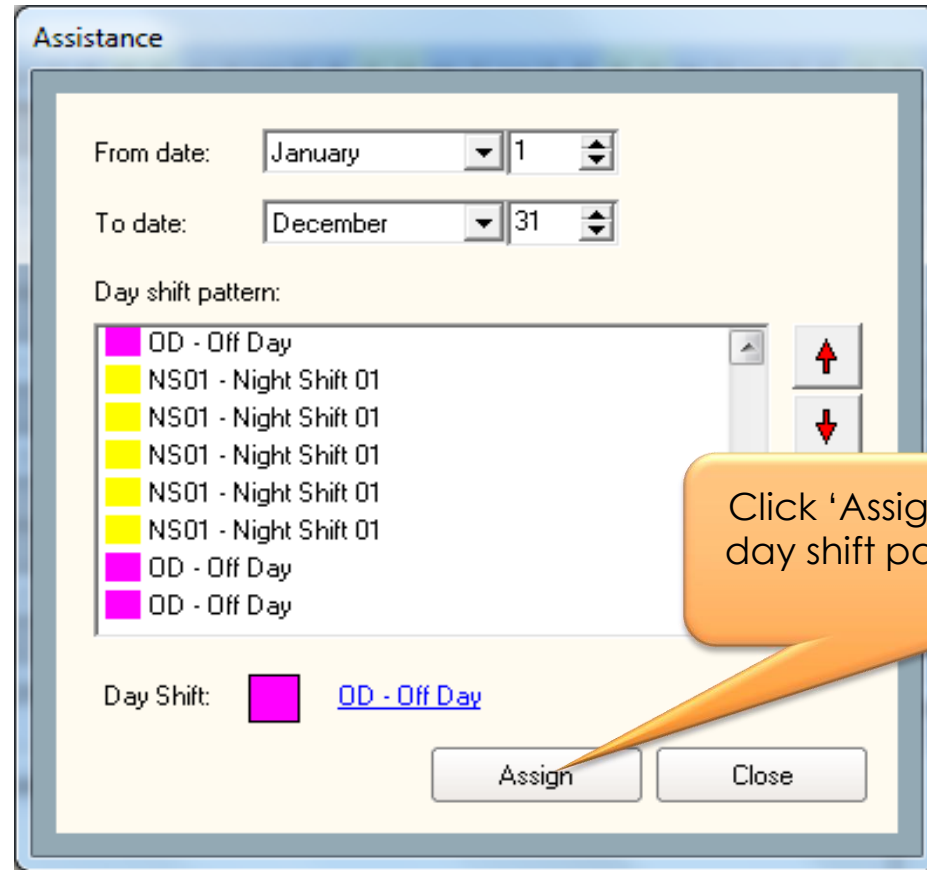 Assistance
From date: January 1
To date: December 31
Day shift pattern:
OD - Off Day
NS01 - Night Shift 01
NS01 - Night Shift 01
NS01 - Night Shift 01
NS01 - Night Shift 01
NS01 - Night Shift 01
OD - Off Day
OD - Off Day
Click ‘Assig
day shift pa
Day Shift: OD - Off Day
Assign Close